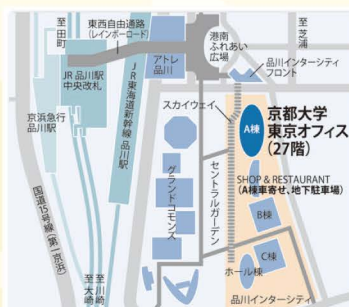 至田町
東西自由通路
(レインボーロード)
港南
ふれあい
広場
至芝浦
アトレ
品川
品川インターシティ
フロント
JR 品川駅
中央改札
JR東海道新幹線 品川駅
スカイウェイ
京浜急行
品川駅
A棟
京都大学
東京オフィス
(27階)
SHOP & RESTAURANT
(A棟車寄せ、地下駐車場)
グランドコモンズ
セントラルガーデン
B棟
国道15号線(第一京浜)
C棟
ホール棟
至大崎
至川崎
品川インターシティ